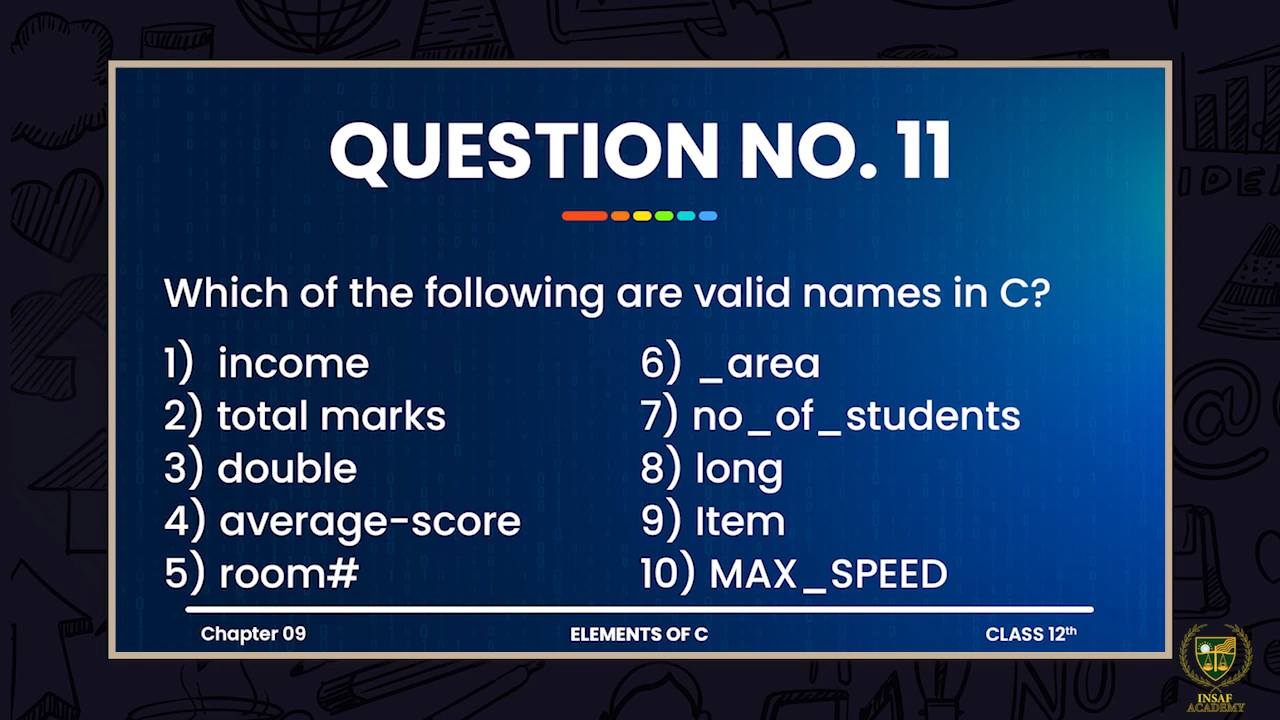 QUESTION NO. 11
Which of the following are valid names in C?
1) income
2) total marks
3) double
4) average-score
5) room#
6) _area
7) no_of_students
8) long
9) Item
10) MAX_SPEED
Chapter 09
ELEMENTS OF C
CLASS 12th
IDEA
INSAF
ACADEMY